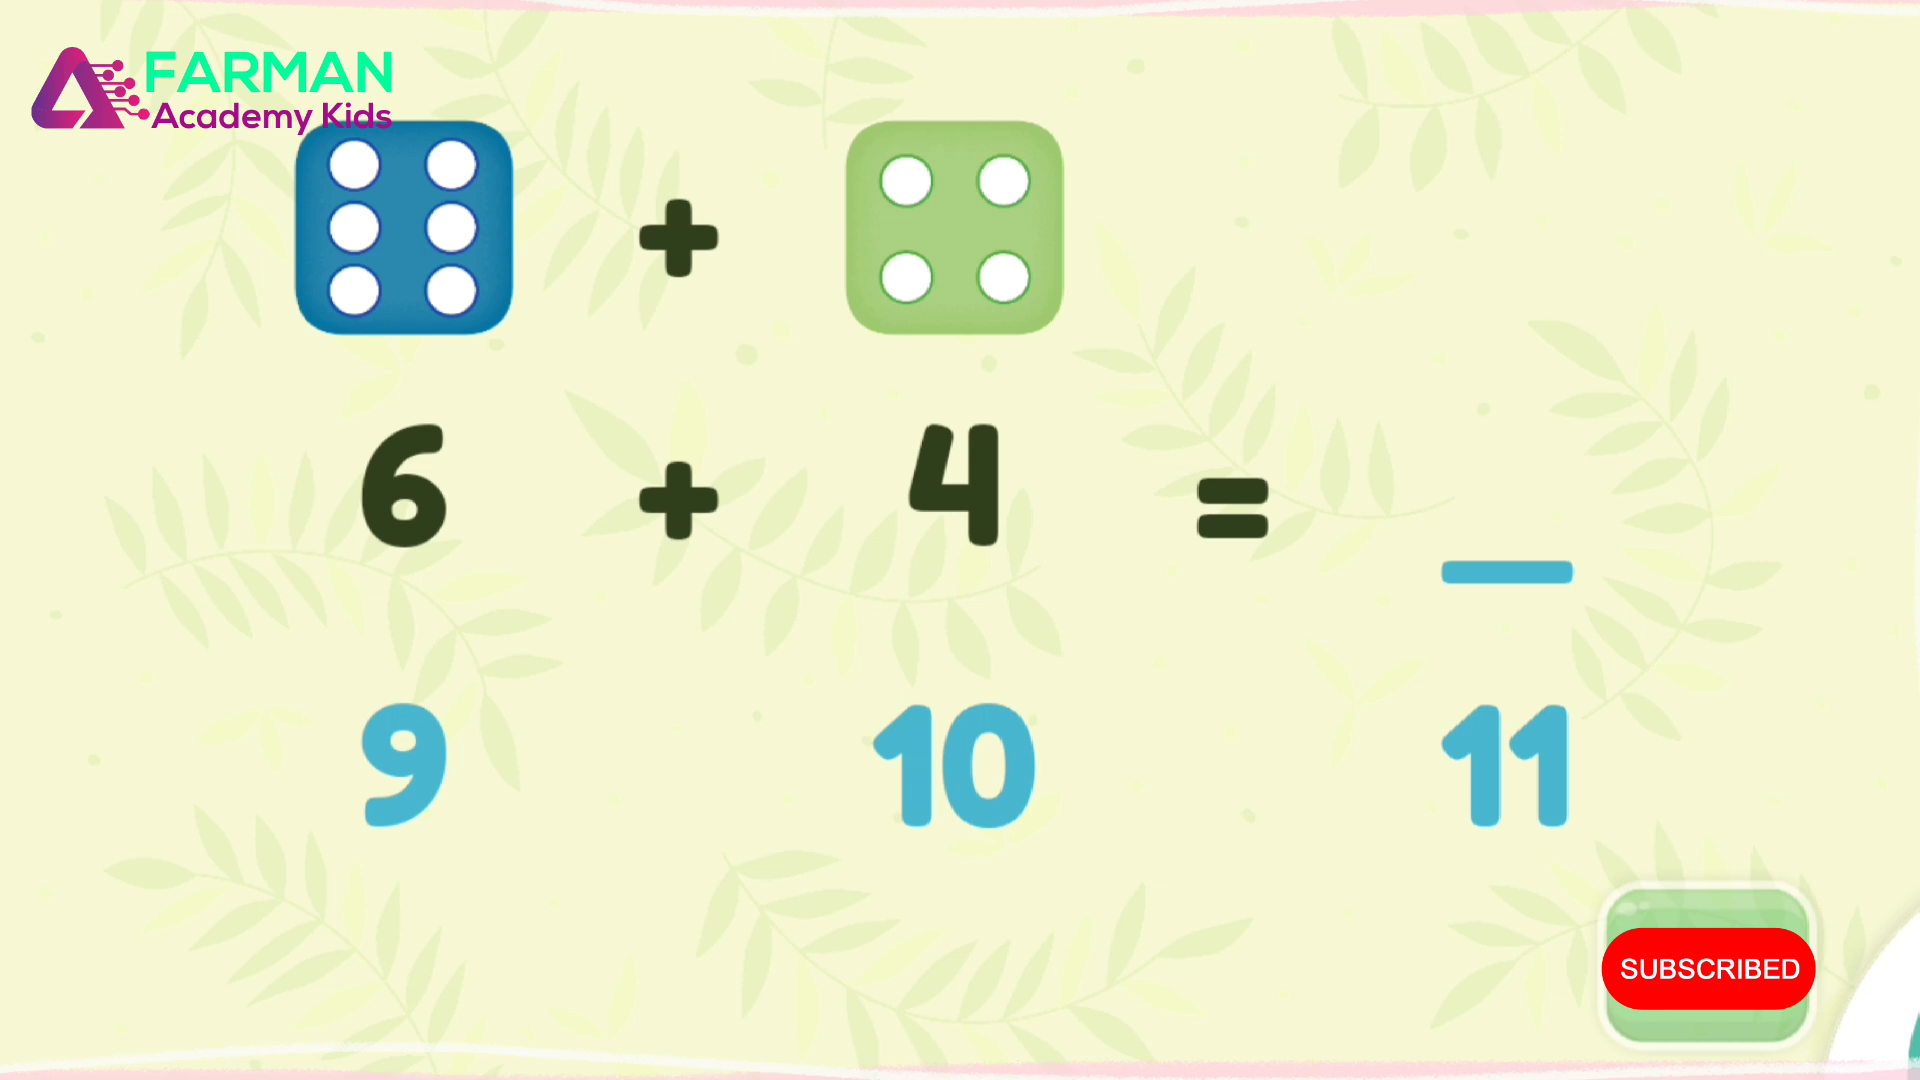 FARMAN
Academy Kids
+
6 + 4 = _
9 10 11
SUBSCRIBED